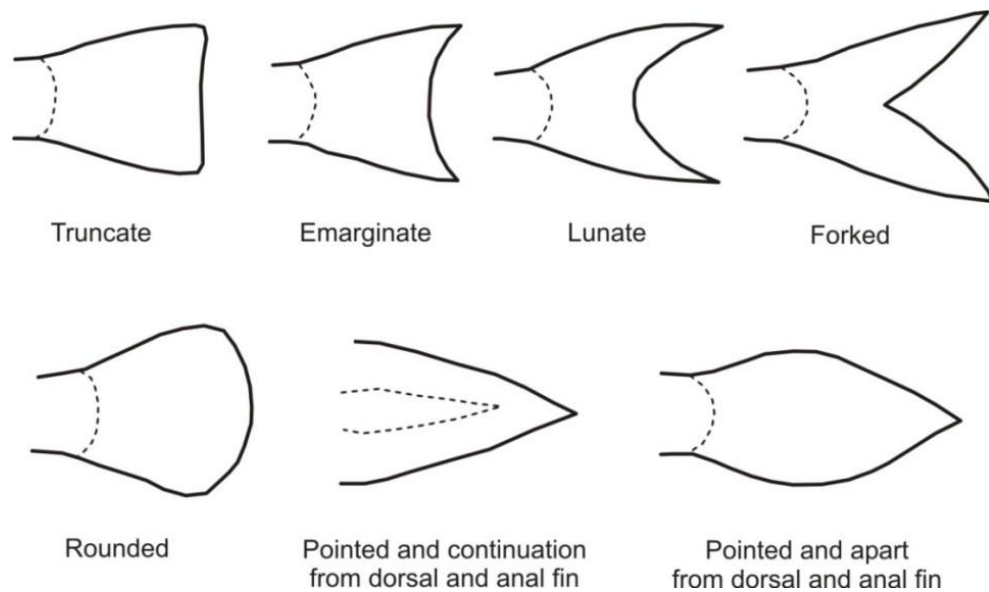 Truncate
Emarginate
Lunate
Forked
Rounded
Pointed and continuation
from dorsal and anal fin
Pointed and apart
from dorsal and anal fin